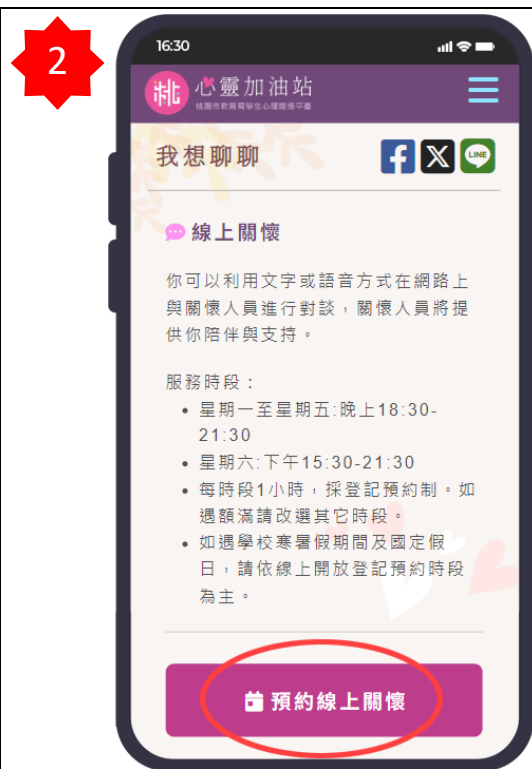 2
16:30
桃 心靈加油站
桃園市教育局學生心理關懷平臺
我想聊聊
LINE
線上關懷
你可以利用文字或語音方式在網路上
與關懷人員進行對談，關懷人員將提
供你陪伴與支持。
服務時段：
• 星期一至星期五:晚上18:30-
21:30
• 星期六:下午15:30-21:30
• 每時段1小時，採登記預約制。如
遇額滿請改選其它時段。
• 如遇學校寒暑假期間及國定假
日，請依線上開放登記預約時段
為主。
預約線上關懷